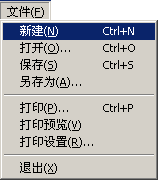 文件(F)
新建(N) Ctrl+N
打开(O)... Ctrl+O
保存(S) Ctrl+S
另存为(A)...
打印(P)... Ctrl+P
打印预览(V)
打印设置(R)...
退出(X)